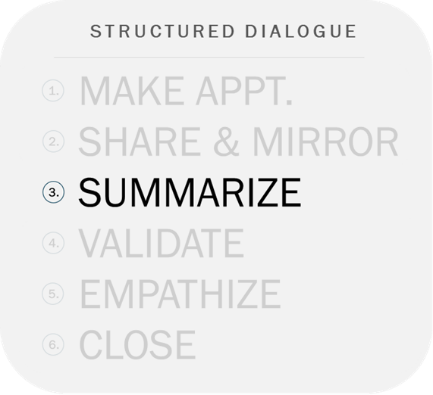 STRUCTURED DIALOGUE
1. MAKE APPT.
2. SHARE & MIRROR
3. SUMMARIZE
4. VALIDATE
5. EMPATHIZE
6. CLOSE